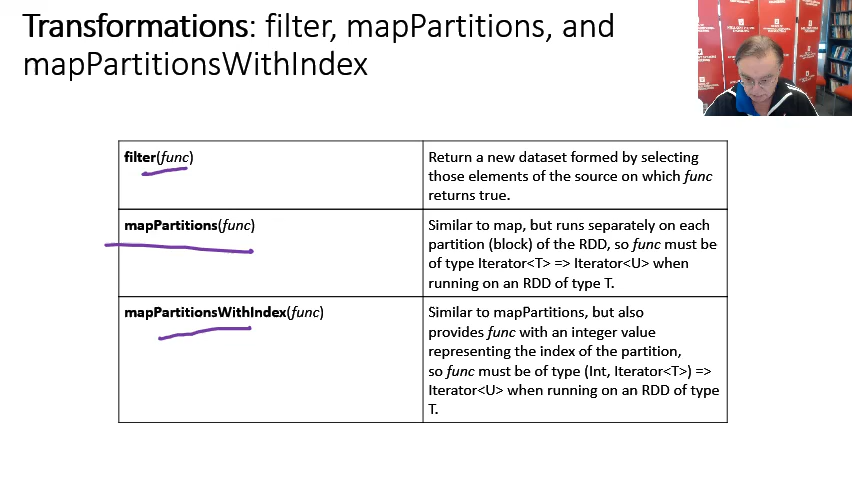 Transformations: filter, mapPartitions, and
mapPartitionsWithIndex
filter(func)
Return a new dataset formed by selecting
those elements of the source on which func
returns true.
mapPartitions(func)
Similar to map, but runs separately on each
partition (block) of the RDD, so func must be
of type Iterator<T> => Iterator<U> when
running on an RDD of type T.
mapPartitionsWithIndex(func)
Similar to mapPartitions, but also
provides func with an integer value
representing the index of the partition,
so func must be of type (Int, Iterator<T>) =>
Iterator<U> when running on an RDD of type
T.